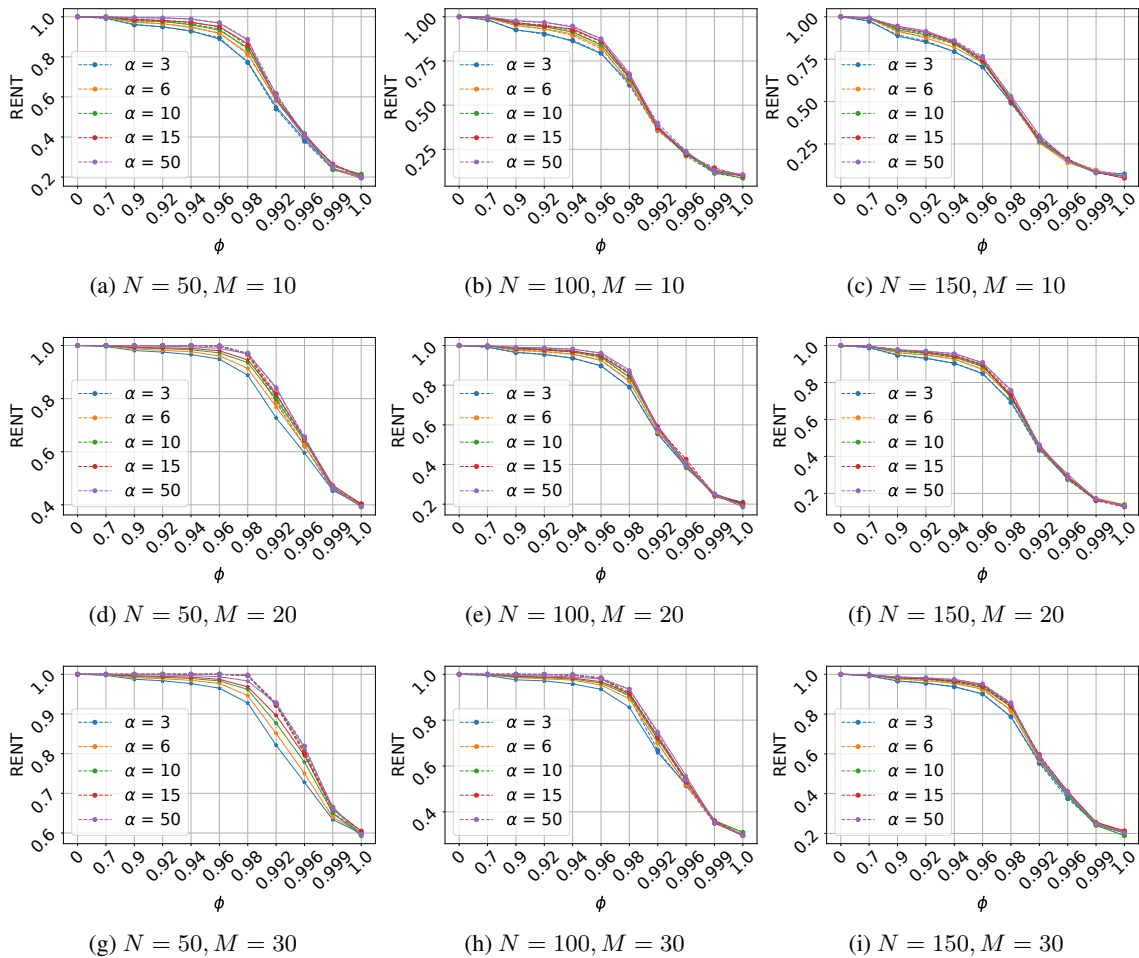 RENT
1.0
0.8
0.6
0.4
0.2
α = 3
α = 6
α = 10
α = 15
α = 50
0 0.7 0.9 0.92 0.94 0.96 0.98 0.992 0.996 0.999 1.0
ϕ
(a) N = 50, M = 10
RENT
1.00
0.75
0.50
0.25
α = 3
α = 6
α = 10
α = 15
α = 50
0 0.7 0.9 0.92 0.94 0.96 0.98 0.992 0.996 0.999 1.0
ϕ
(b) N = 100, M = 10
RENT
1.00
0.75
0.50
0.25
α = 3
α = 6
α = 10
α = 15
α = 50
0 0.7 0.9 0.92 0.94 0.96 0.98 0.992 0.996 0.999 1.0
ϕ
(c) N = 150, M = 10
RENT
1.0
0.8
0.6
0.4
α = 3
α = 6
α = 10
α = 15
α = 50
0 0.7 0.9 0.92 0.94 0.96 0.98 0.992 0.996 0.999 1.0
ϕ
(d) N = 50, M = 20
RENT
1.0
0.8
0.6
0.4
0.2
α = 3
α = 6
α = 10
α = 15
α = 50
0 0.7 0.9 0.92 0.94 0.96 0.98 0.992 0.996 0.999 1.0
ϕ
(e) N = 100, M = 20
RENT
1.0
0.8
0.6
0.4
0.2
α = 3
α = 6
α = 10
α = 15
α = 50
0 0.7 0.9 0.92 0.94 0.96 0.98 0.992 0.996 0.999 1.0
ϕ
(f) N = 150, M = 20
RENT
1.0
0.9
0.8
0.7
0.6
α = 3
α = 6
α = 10
α = 15
α = 50
0 0.7 0.9 0.92 0.94 0.96 0.98 0.992 0.996 0.999 1.0
ϕ
(g) N = 50, M = 30
RENT
1.0
0.8
0.6
0.4
α = 3
α = 6
α = 10
α = 15
α = 50
0 0.7 0.9 0.92 0.94 0.96 0.98 0.992 0.996 0.999 1.0
ϕ
(h) N = 100, M = 30
RENT
1.0
0.8
0.6
0.4
0.2
α = 3
α = 6
α = 10
α = 15
α = 50
0 0.7 0.9 0.92 0.94 0.96 0.98 0.992 0.996 0.999 1.0
ϕ
(i) N = 150, M = 30